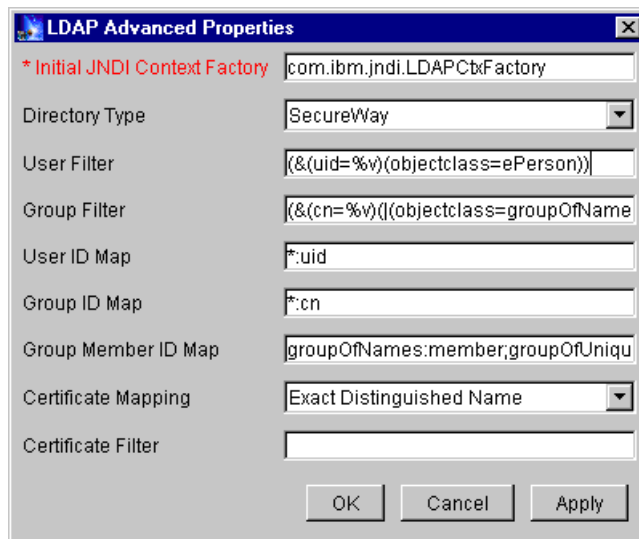 LDAP Advanced Properties
* Initial JNDI Context Factory com.ibm.jndi.LDAPCtxFactory
Directory Type SecureWay
User Filter (&(uid=%v)(objectclass=ePerson))
Group Filter (&(cn=%v)(|(objectclass=groupOfName
User ID Map *:uid
Group ID Map *:cn
Group Member ID Map groupOfNames:member;groupOfUniqu
Certificate Mapping Exact Distinguished Name
Certificate Filter
OK Cancel Apply